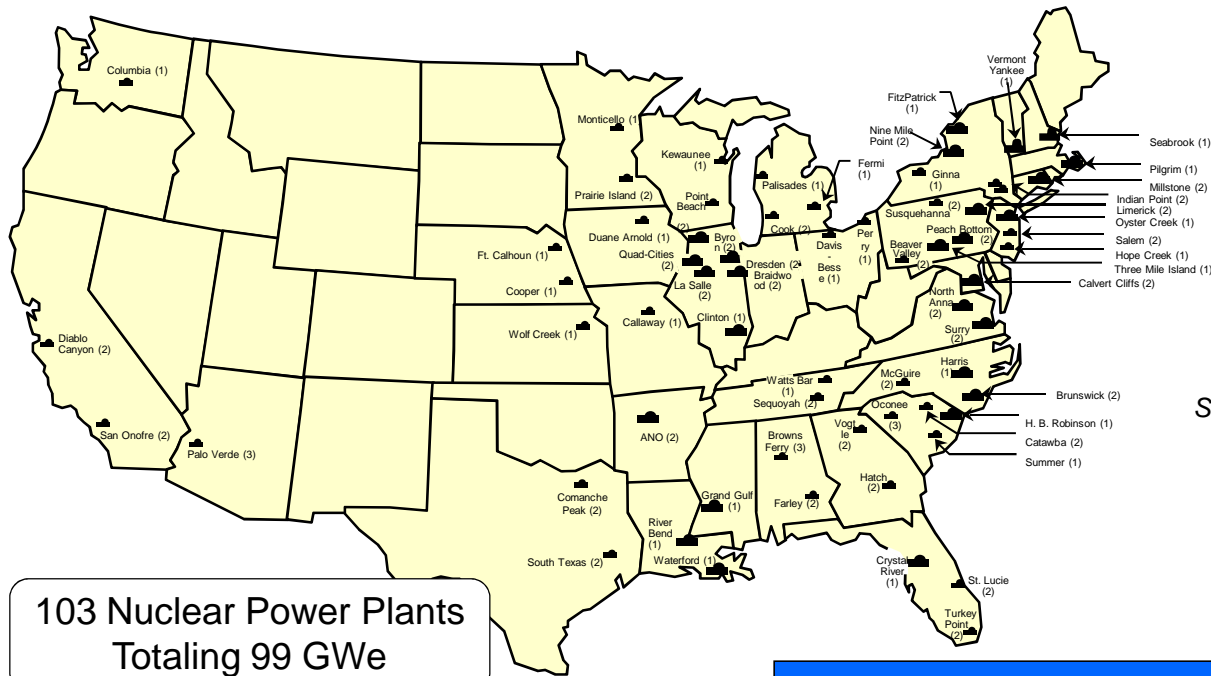 Columbia (1)
Monticello (1
Prairie Island (2)
Kewaunee (1)
Point
Beach
(2)
Palisades (1)
Cook (2)
Fermi
(1)
Vermont
Yankee
(1)
FitzPatrick
(1)
Nine Mile
Point (2)
Ginna
(1)
Seabrook (1)
Pilgrim (1)
Millstone (2)
Indian Point (2)
Limerick (2)
Oyster Creek (1)
Salem (2)
Hope Creek (1)
Three Mile Island (1)
Calvert Cliffs (2)
Susquehanna (2)
Peach Bottom
(2)
Beaver
Valley
(2)
Per
ry
(1)
Davis
-
Bess
e (1)
Duane Arnold (1)
Quad-Cities
(2)
Byro
n (2)
Dresden (2)
Braidwo
od (2)
La Salle
(2)
Clinton (1)
Ft. Calhoun (1)
Cooper (1)
Wolf Creek (1)
Callaway (1)
Diablo
Canyon (2)
San Onofre (2)
Palo Verde (3)
North
Anna
(2)
Surry
(2)
Harris
(1)
McGuire
(2)
Watts Bar
(1)
Sequoyah (2)
Oconee
(3)
Brunswick (2)
H. B. Robinson (1)
Catawba (2)
Summer (1)
S
ANO (2)
Browns
Ferry (3)
Vogt
le
(2)
Hatch
(2)
Farley (2)
Grand Gulf
(1)
Comanche
Peak (2)
River
Bend
(1)
South Texas (2)
Waterford (1)
Crystal
River
(1)
St. Lucie
(2)
Turkey
Point
(2)
103 Nuclear Power Plants
Totaling 99 GWe